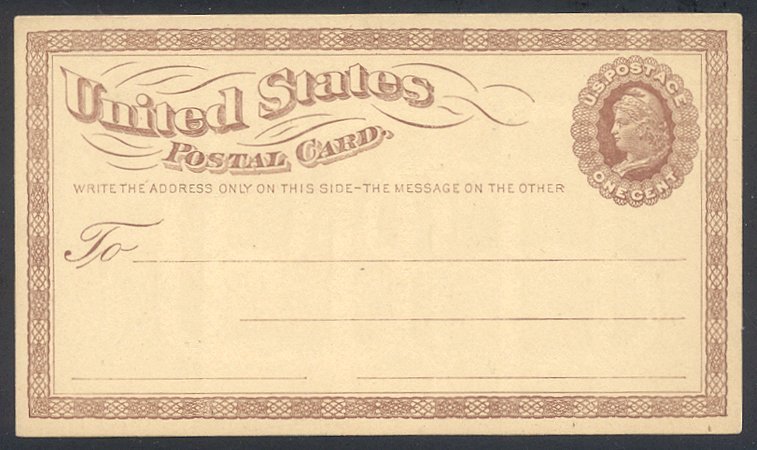 United States
POSTAL CARD.
U.S. POSTAGE
ONE CENT
WRITE THE ADDRESS ONLY ON THIS SIDE-THE MESSAGE ON THE OTHER
To